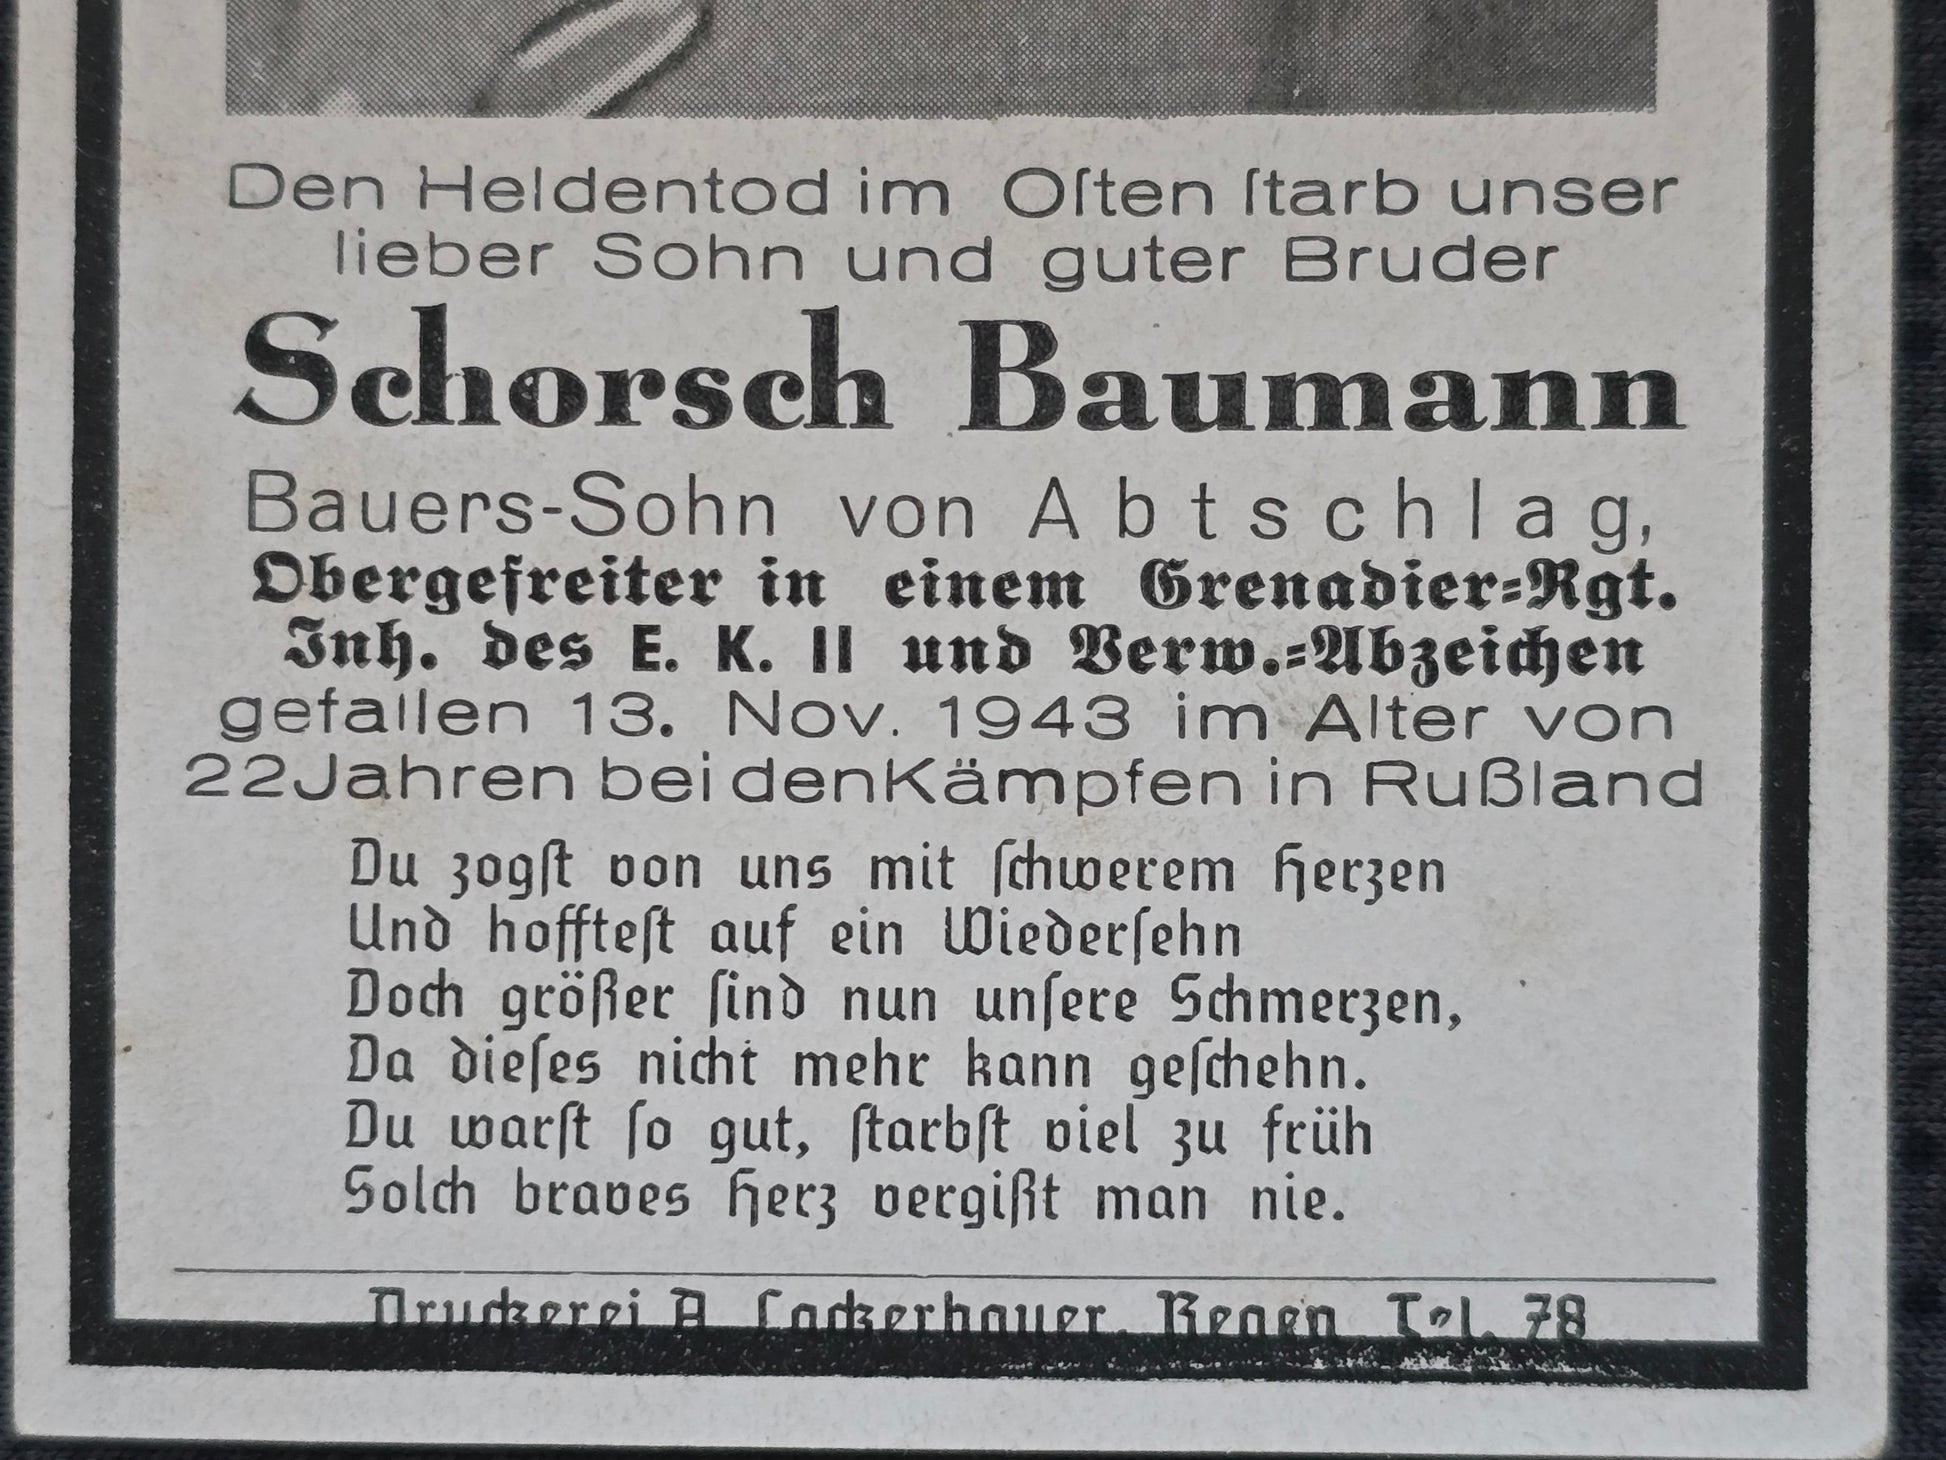 Den Heldentod im Oſten ſtarb unser
lieber Sohn und guter Bruder
Schorsch Baumann
Bauers-Sohn von Abtschlag,
Obergefreiter in einem Grenadier-Rgt.
Inh. des E. K. II und Verw.-Abzeichen
gefallen 13. Nov. 1943 im Alter von
22 Jahren bei den Kämpfen in Rußland
Du zogſt von uns mit ſchwerem Herzen
Und hoffteſt auf ein Wiederſehn
Doch größer ſind nun unſere Schmerzen,
Da dieſes nicht mehr kann geſchehn.
Du warſt ſo gut, ſtarbſt viel zu früh
Solch braves Herz vergißt man nie.
Druckerei A. Lackerbauer, Regen Tel. 78